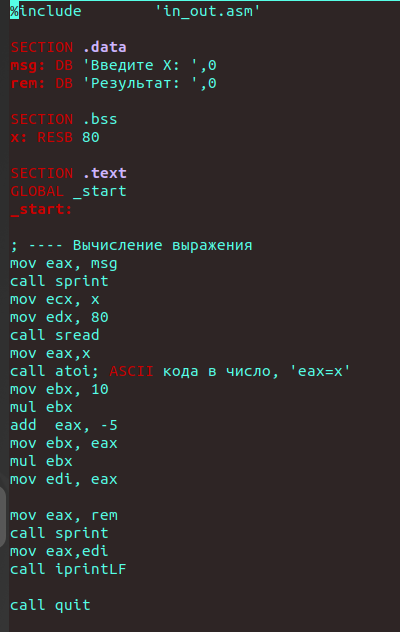 %include        'in_out.asm'
SECTION .data
msg: DB 'Введите X: ',0
rem: DB 'Результат: ',0
SECTION .bss
x: RESB 80
SECTION .text
GLOBAL _start
_start:
; ---- Вычисление выражения
mov eax, msg
call sprint
mov ecx, x
mov edx, 80
call sread
mov eax,x
call atoi; ASCII кода в число, 'eax=x'
mov ebx, 10
mul ebx
add  eax, -5
mov ebx, eax
mul ebx
mov edi, eax
mov eax, rem
call sprint
mov eax,edi
call iprintLF
call quit